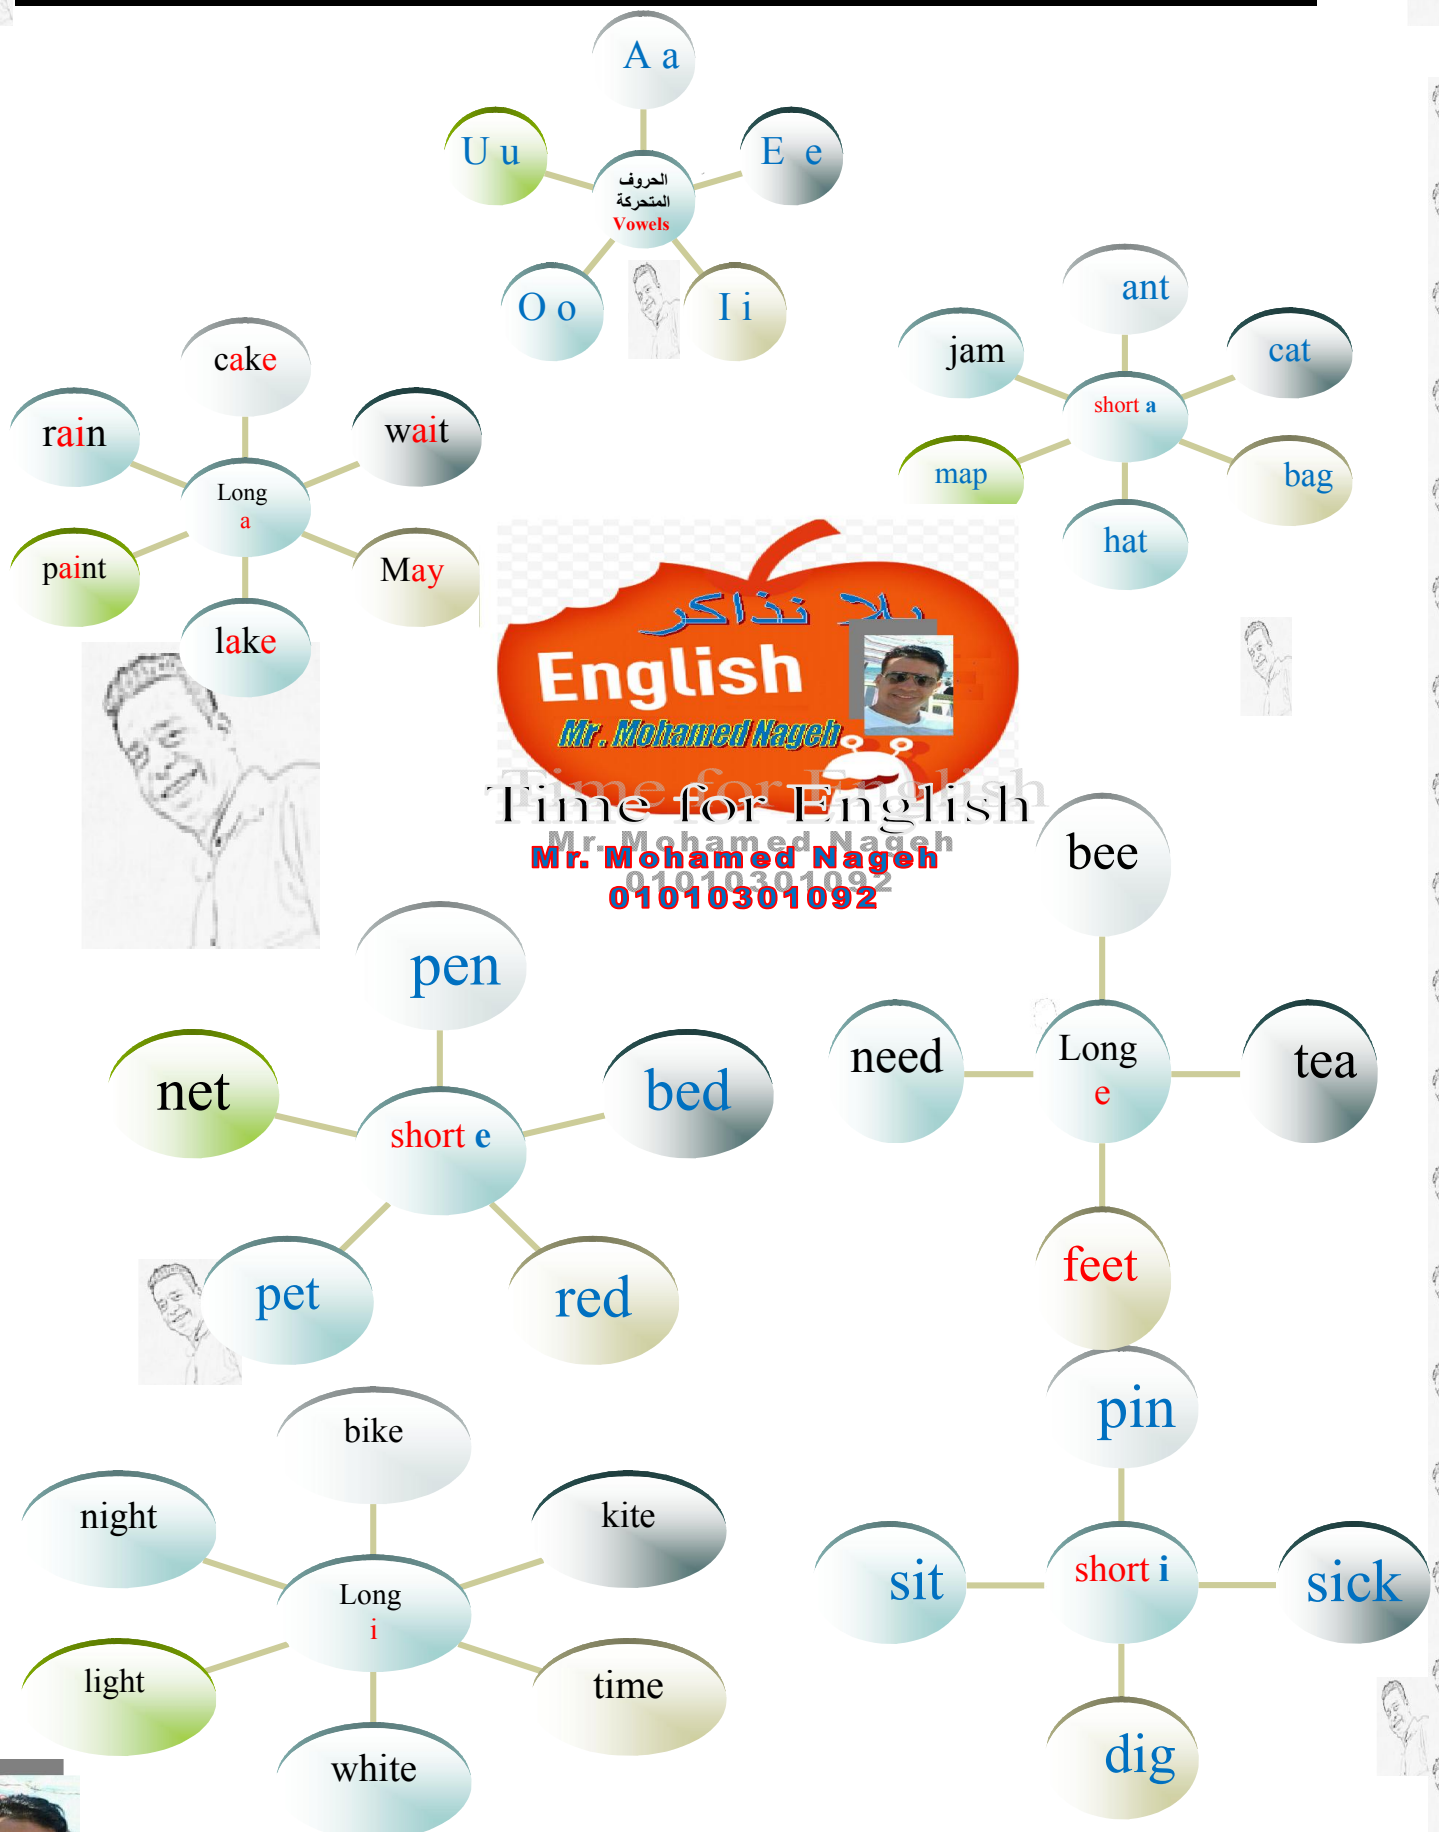 A a
U u
E e
الحروف
المتحركة
Vowels
O o
I i
ant
jam
cat
short a
map
bag
hat
cake
rain
wait
Long
a
paint
May
lake
يلا نذاكر
English
Mr. Mohamed Nageh
Time for English
Mr. Mohamed Nageh
01010301092
bee
need
Long
e
tea
feet
pen
net
bed
short e
pet
red
pin
sit
short i
sick
dig
bike
night
kite
Long
i
light
time
white